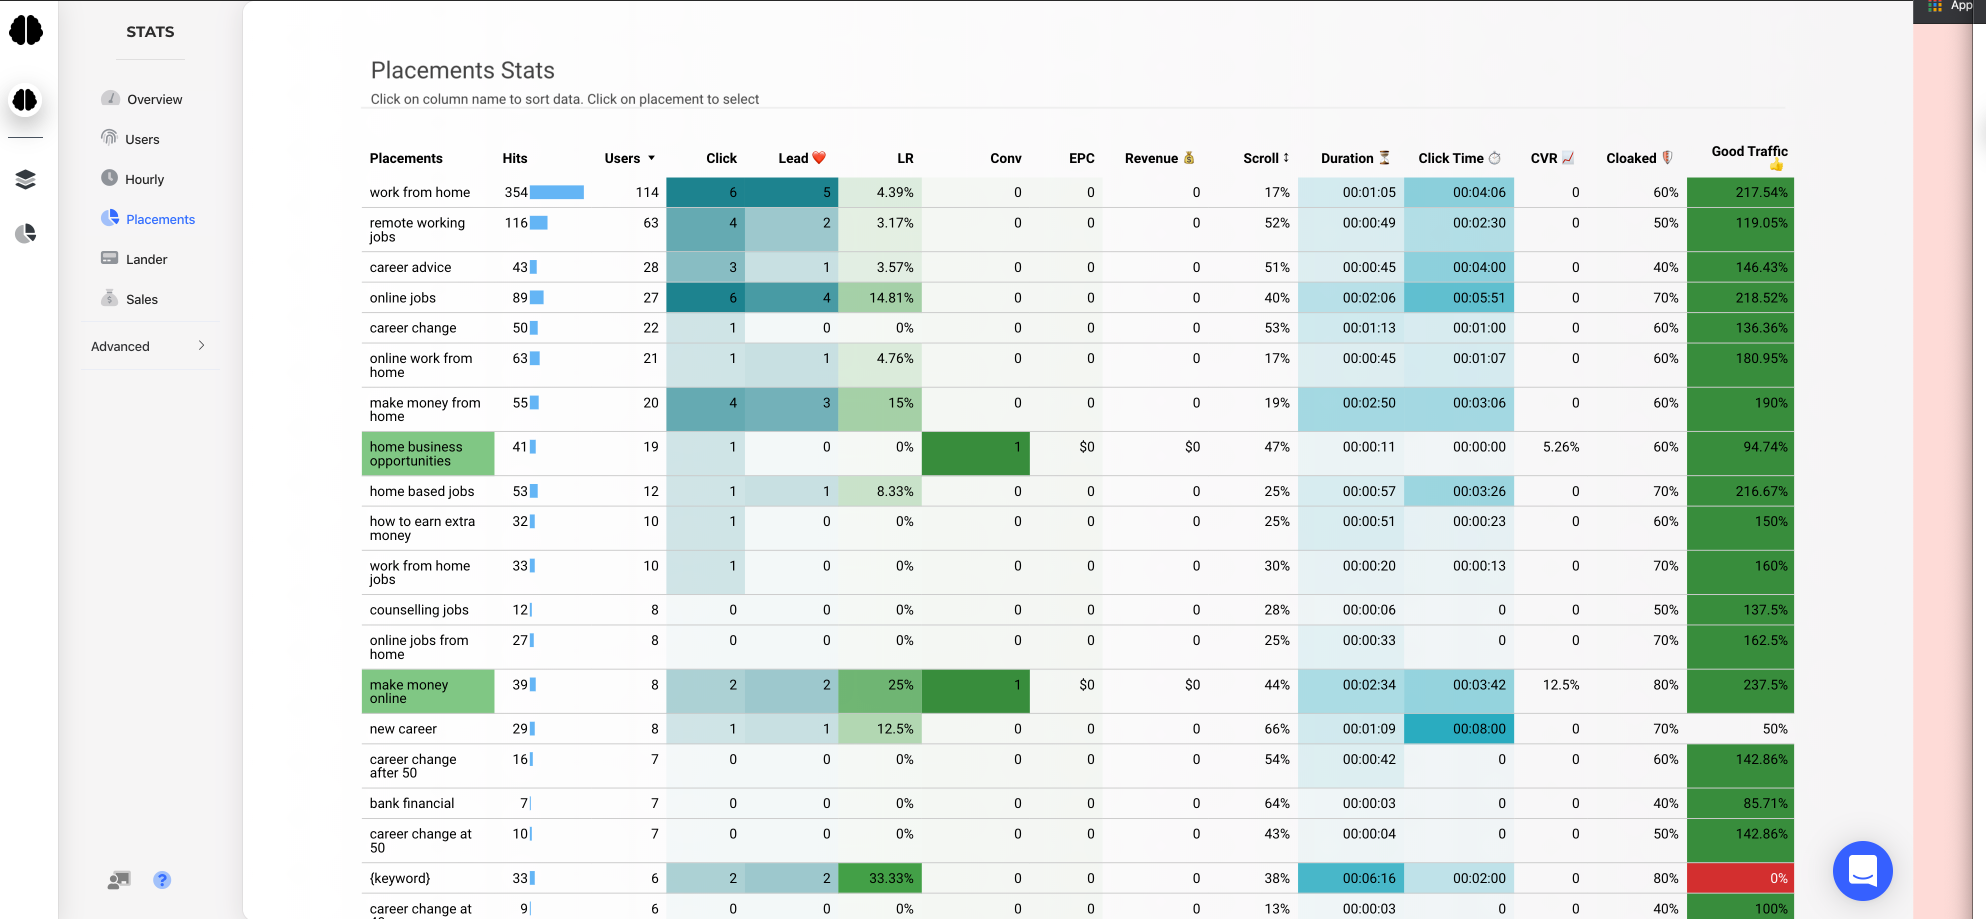 App
STATS
Overview
Users
Hourly
Placements
Lander
Sales
Advanced
?
Placements Stats
Click on column name to sort data. Click on placement to select
Placements Hits Users ▼ Click Lead ❤️ LR Conv EPC Revenue 💰 Scroll ↕ Duration ⏳ Click Time ⏱ CVR 📈 Cloaked 🛡 Good Traffic 👍
work from home 354 114 6 5 4.39% 0 0 0 17% 00:01:05 00:04:06 0 60% 217.54%
remote working 116 63 4 2 3.17% 0 0 0 52% 00:00:49 00:02:30 0 50% 119.05%
jobs
career advice 43 28 3 1 3.57% 0 0 0 51% 00:00:45 00:04:00 0 40% 146.43%
online jobs 89 27 6 4 14.81% 0 0 0 40% 00:02:06 00:05:51 0 70% 218.52%
career change 50 22 1 0 0% 0 0 0 53% 00:01:13 00:01:00 0 60% 136.36%
online work from 63 21 1 1 4.76% 0 0 0 17% 00:00:45 00:01:07 0 60% 180.95%
home
make money from 55 20 4 3 15% 0 0 0 19% 00:02:50 00:03:06 0 60% 190%
home
home business 41 19 1 0 0% 1 $0 $0 47% 00:00:11 00:00:00 5.26% 60% 94.74%
opportunities
home based jobs 53 12 1 1 8.33% 0 0 0 25% 00:00:57 00:03:26 0 70% 216.67%
how to earn extra 32 10 1 0 0% 0 0 0 25% 00:00:51 00:00:23 0 60% 150%
money
work from home 33 10 1 0 0% 0 0 0 30% 00:00:20 00:00:13 0 70% 160%
jobs
counselling jobs 12 8 0 0 0% 0 0 0 28% 00:00:06 0 0 50% 137.5%
online jobs from 27 8 0 0 0% 0 0 0 25% 00:00:33 0 0 70% 162.5%
home
make money 39 8 2 2 25% 1 $0 $0 44% 00:02:34 00:03:42 12.5% 80% 237.5%
online
new career 29 8 1 1 12.5% 0 0 0 66% 00:01:09 00:08:00 0 70% 50%
career change 16 7 0 0 0% 0 0 0 54% 00:00:42 0 0 60% 142.86%
after 50
bank financial 7 7 0 0 0% 0 0 0 64% 00:00:03 0 0 40% 85.71%
career change at 10 7 0 0 0% 0 0 0 43% 00:00:04 0 0 50% 142.86%
50
{keyword} 33 6 2 2 33.33% 0 0 0 38% 00:06:16 00:02:00 0 80% 0%
career change at 9 6 0 0 0% 0 0 0 13% 00:00:03 0 0 40% 100%